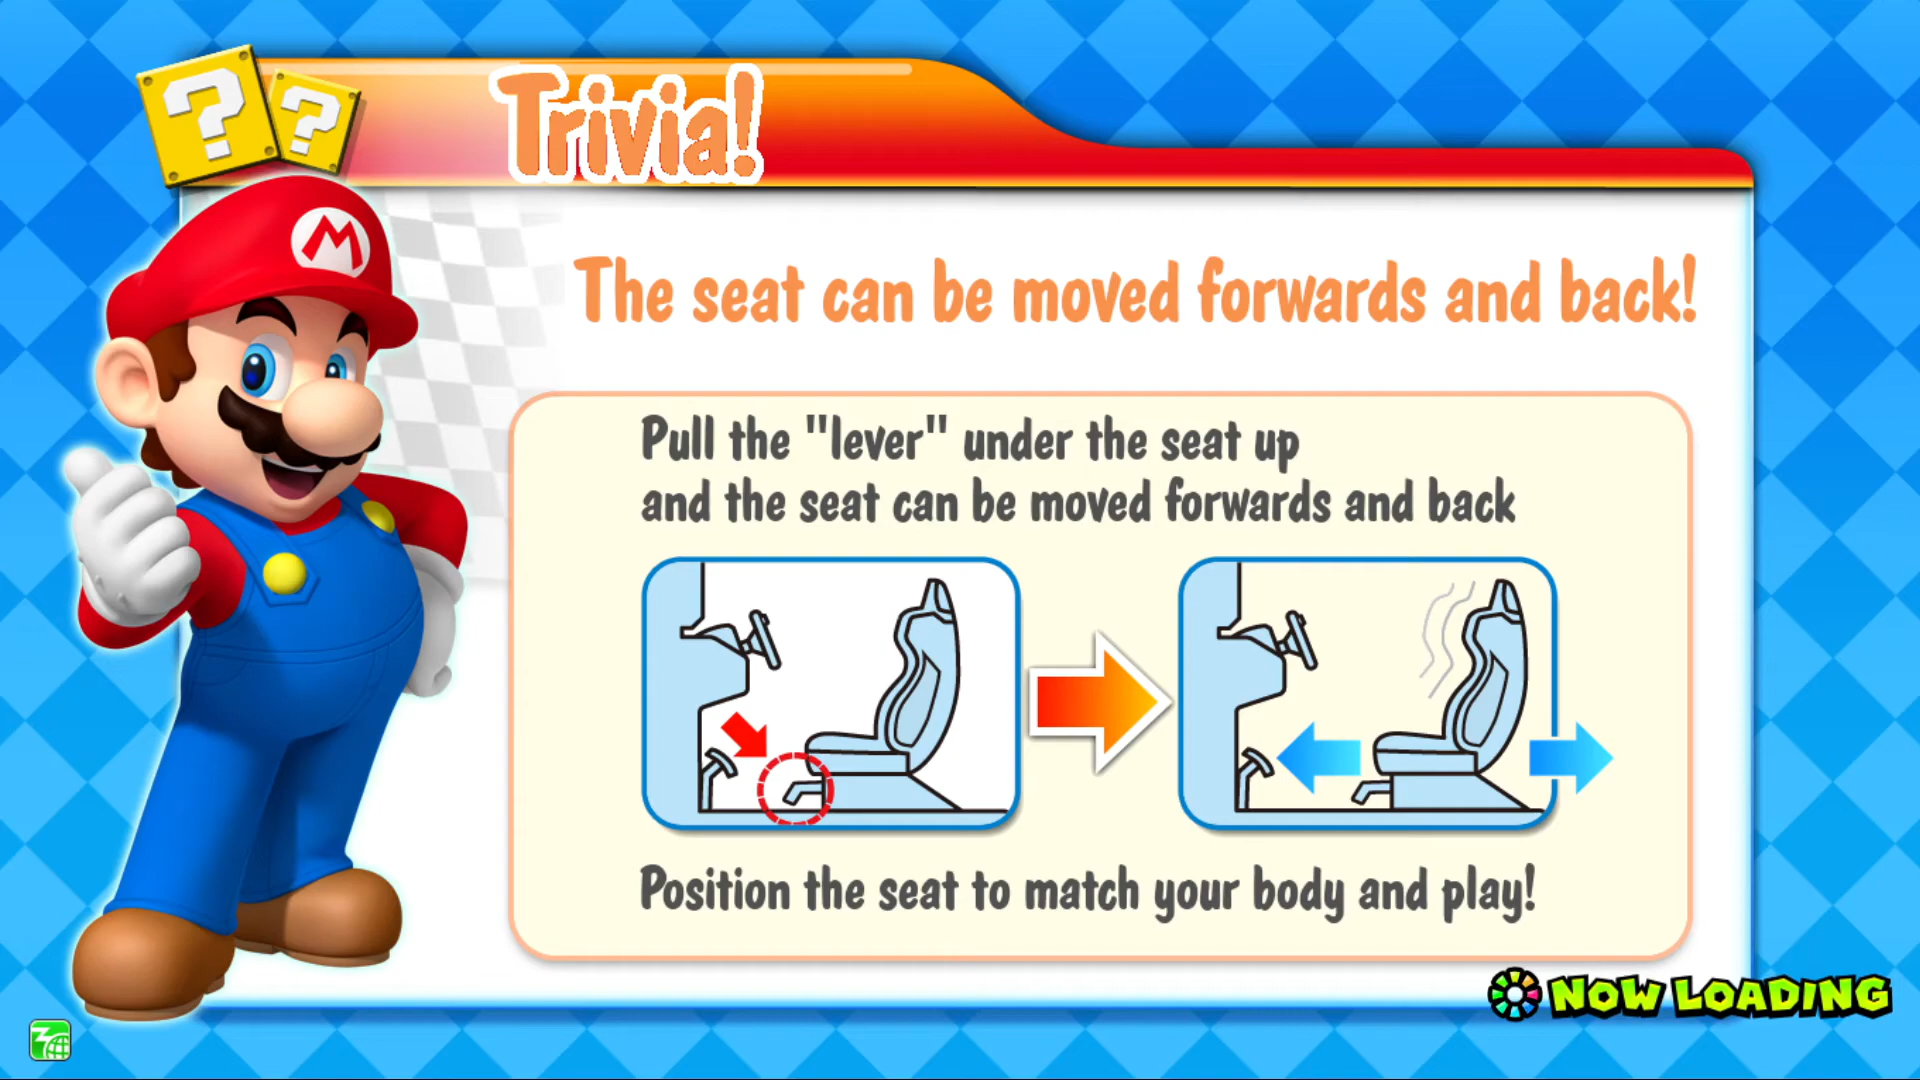 Trivia!
The seat can be moved forwards and back!
Pull the "lever" under the seat up
and the seat can be moved forwards and back
Position the seat to match your body and play!
NOW LOADING